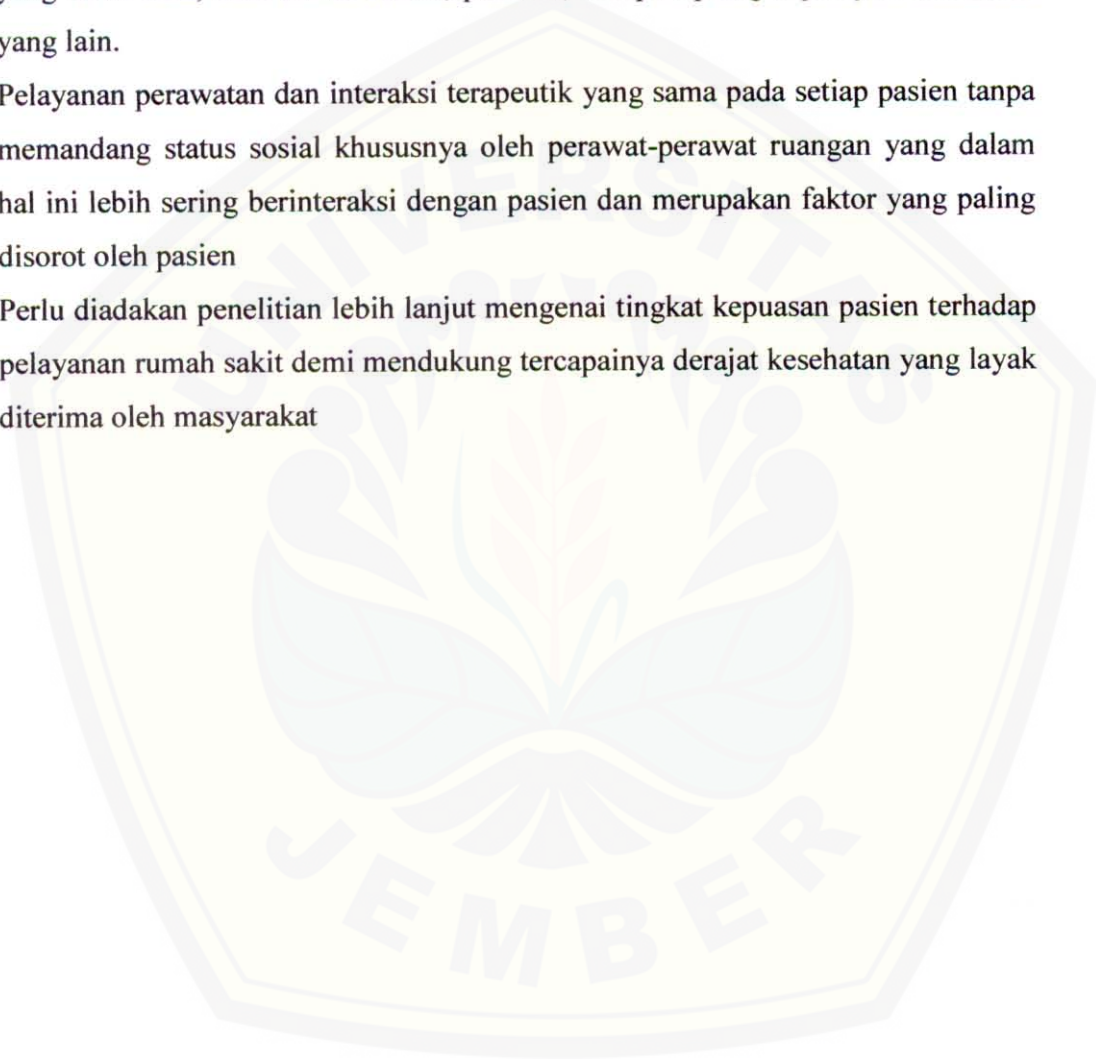 yang lain.
Pelayanan perawatan dan interaksi terapeutik yang sama pada setiap pasien tanpa
memandang status sosial khususnya oleh perawat-perawat ruangan yang dalam
hal ini lebih sering berinteraksi dengan pasien dan merupakan faktor yang paling
disorot oleh pasien
Perlu diadakan penelitian lebih lanjut mengenai tingkat kepuasan pasien terhadap
pelayanan rumah sakit demi mendukung tercapainya derajat kesehatan yang layak
diterima oleh masyarakat
UNIVERSITAS
JEMBER